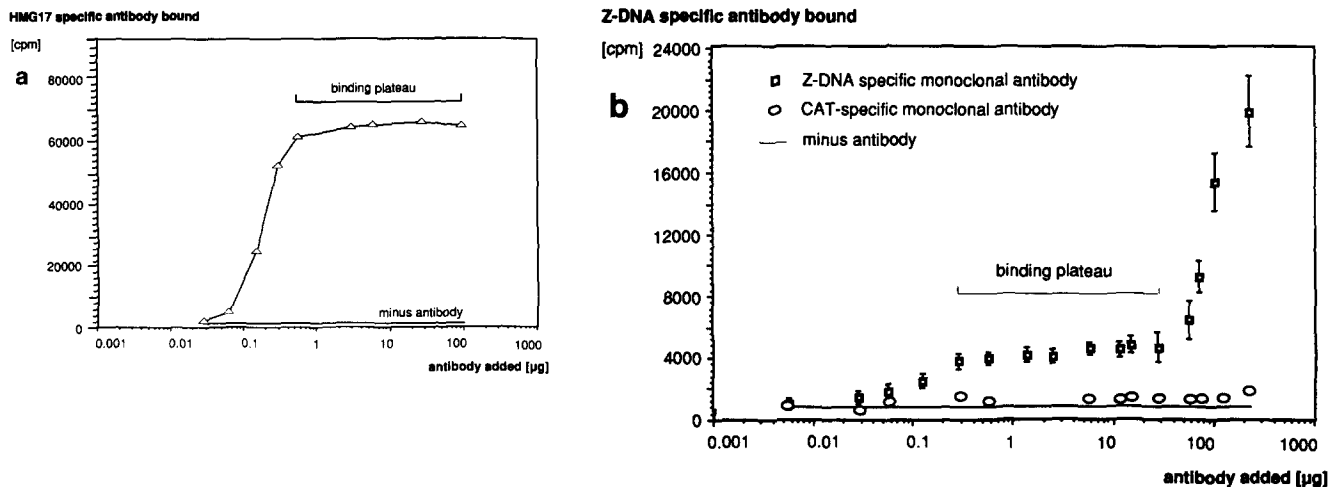 HMG17 specific antibody bound
[cpm]
a
80000
60000
40000
20000
0
binding plateau
minus antibody
0.001 0.01 0.1 1 10 100 1000
antibody added [µg]
Z-DNA specific antibody bound
[cpm]
b
24000
20000
16000
12000
8000
4000
0
Z-DNA specific monoclonal antibody
CAT-specific monoclonal antibody
minus antibody
binding plateau
0.001 0.01 0.1 1 10 100 1000
antibody added [µg]